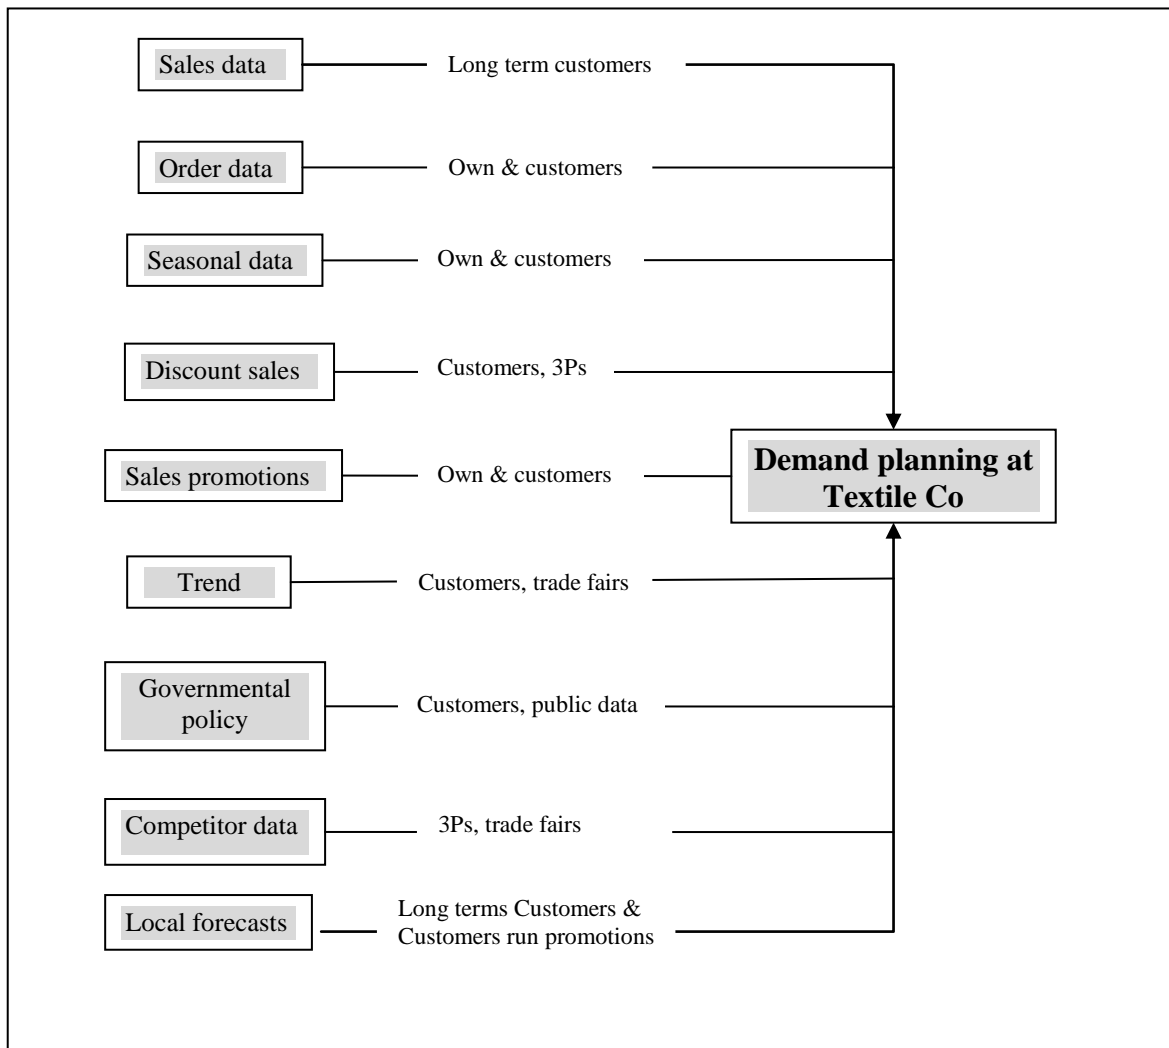 Sales data
Long term customers
Order data
Own & customers
Seasonal data
Own & customers
Discount sales
Customers, 3Ps
Sales promotions
Own & customers
Demand planning at
Textile Co
Trend
Customers, trade fairs
Governmental
policy
Customers, public data
Competitor data
3Ps, trade fairs
Local forecasts
Long terms Customers &
Customers run promotions